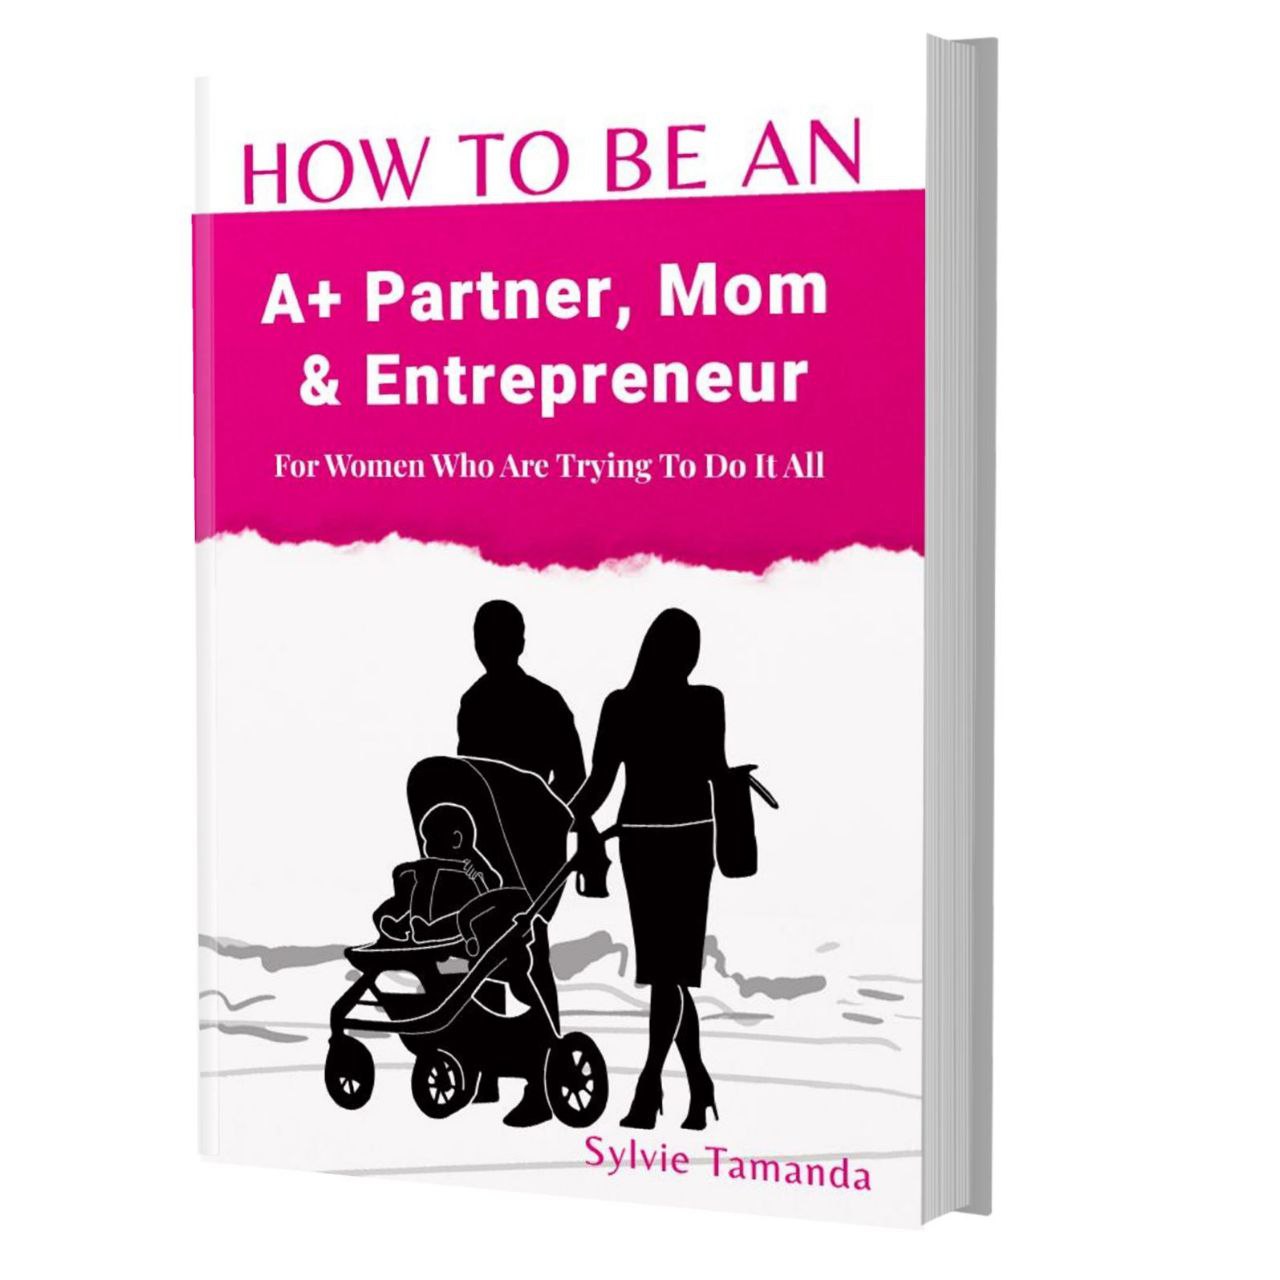 HOW TO BE AN
A+ Partner, Mom
& Entrepreneur
For Women Who Are Trying To Do It All
Sylvie Tamanda